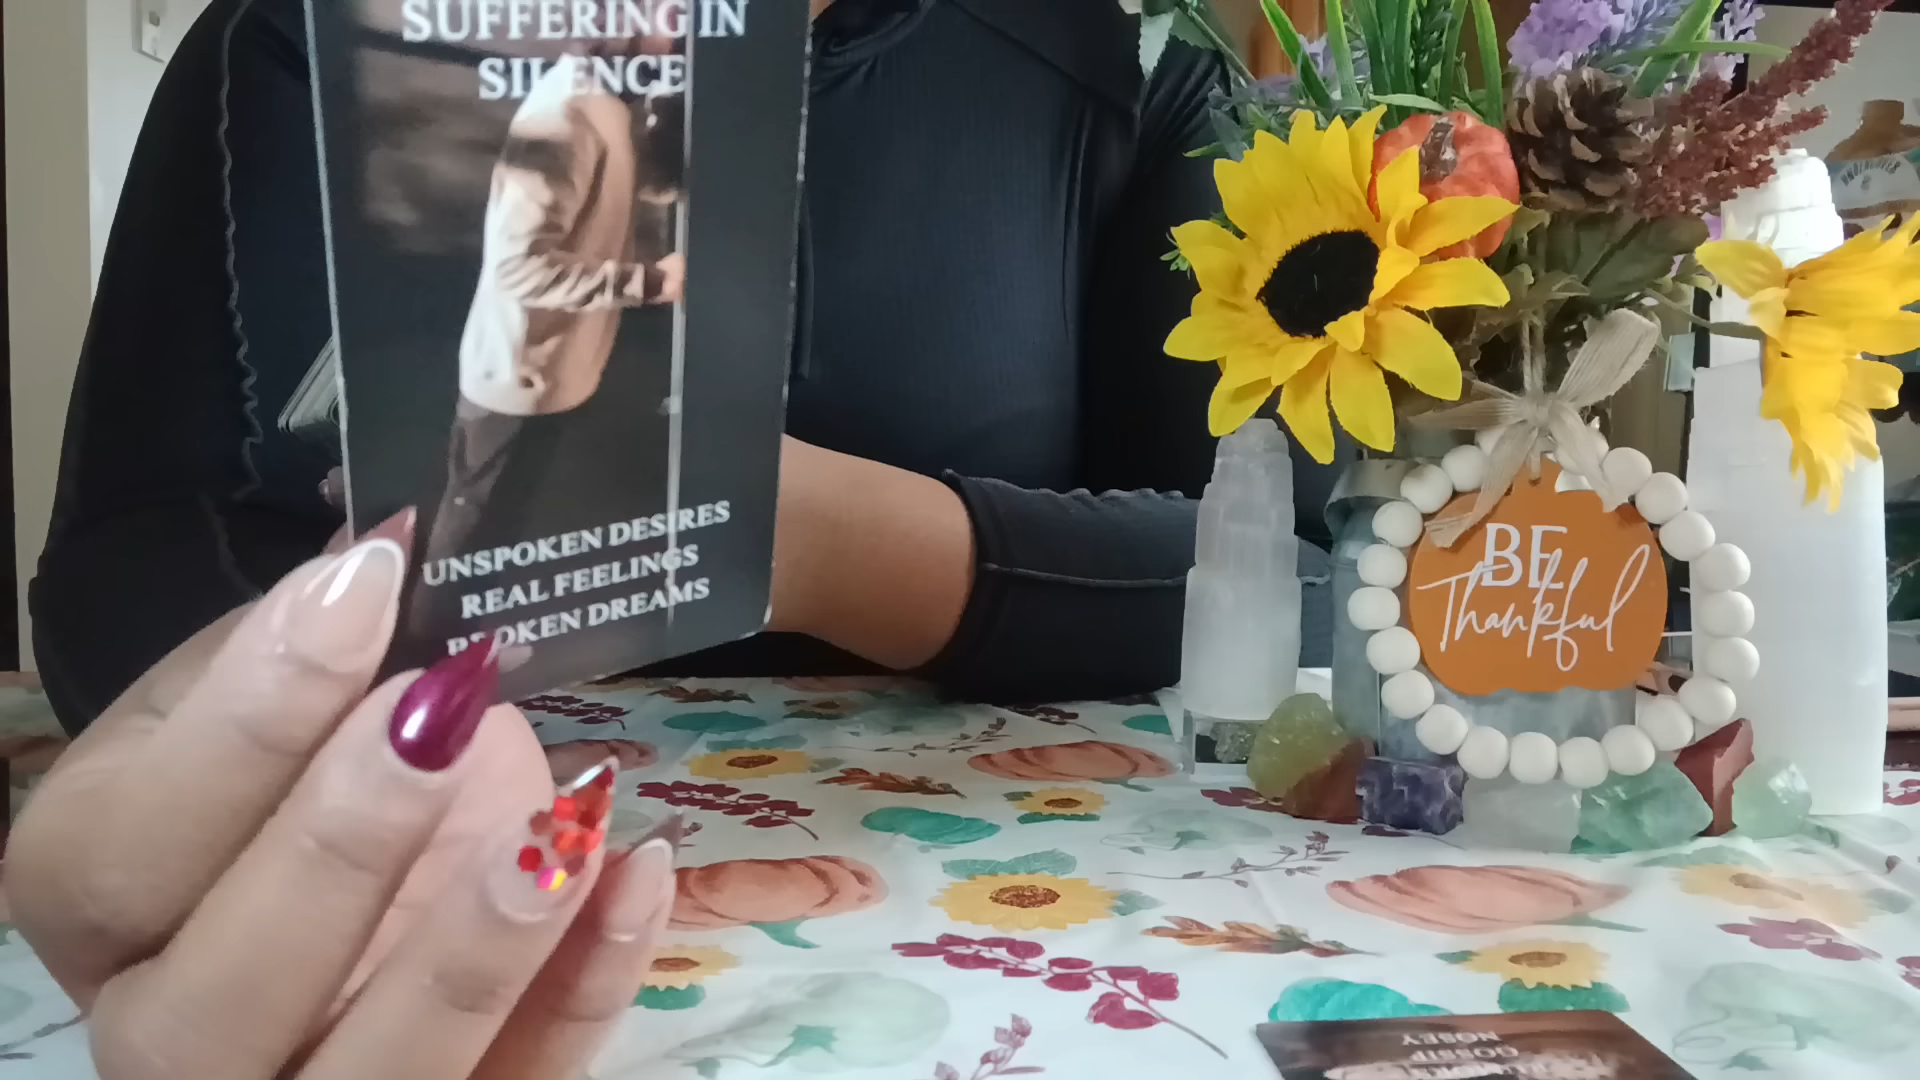 SUFFERING IN
SILENCE
UNSPOKEN DESIRES
REAL FEELINGS
BROKEN DREAMS
BE
Thankful
NOSEY
GOSSIP